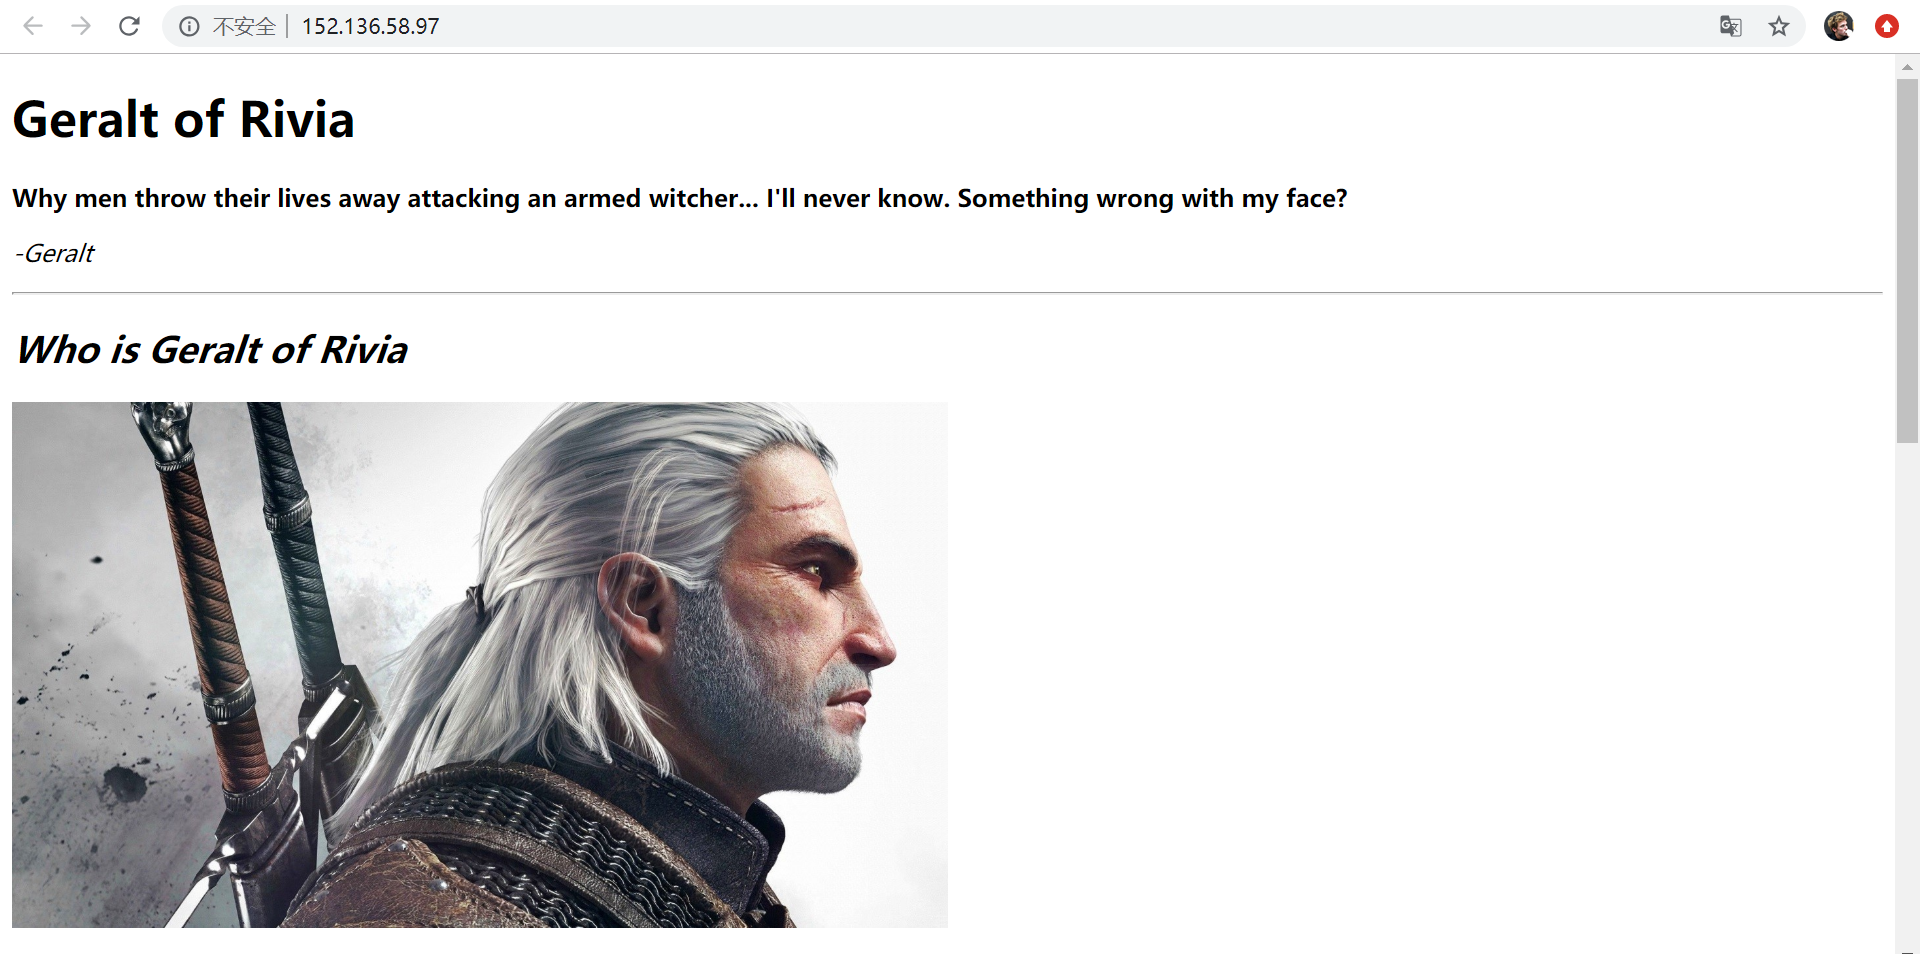 不安全 | 152.136.58.97
Geralt of Rivia
Why men throw their lives away attacking an armed witcher... I'll never know. Something wrong with my face?
-Geralt
Who is Geralt of Rivia